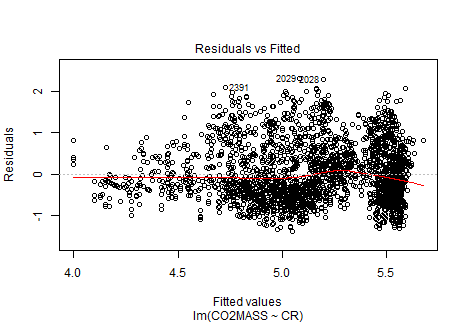 Residuals vs Fitted
2391
2029
2028
2
1
0
-1
Residuals
4.0 4.5 5.0 5.5
Fitted values
lm(CO2MASS ~ CR)